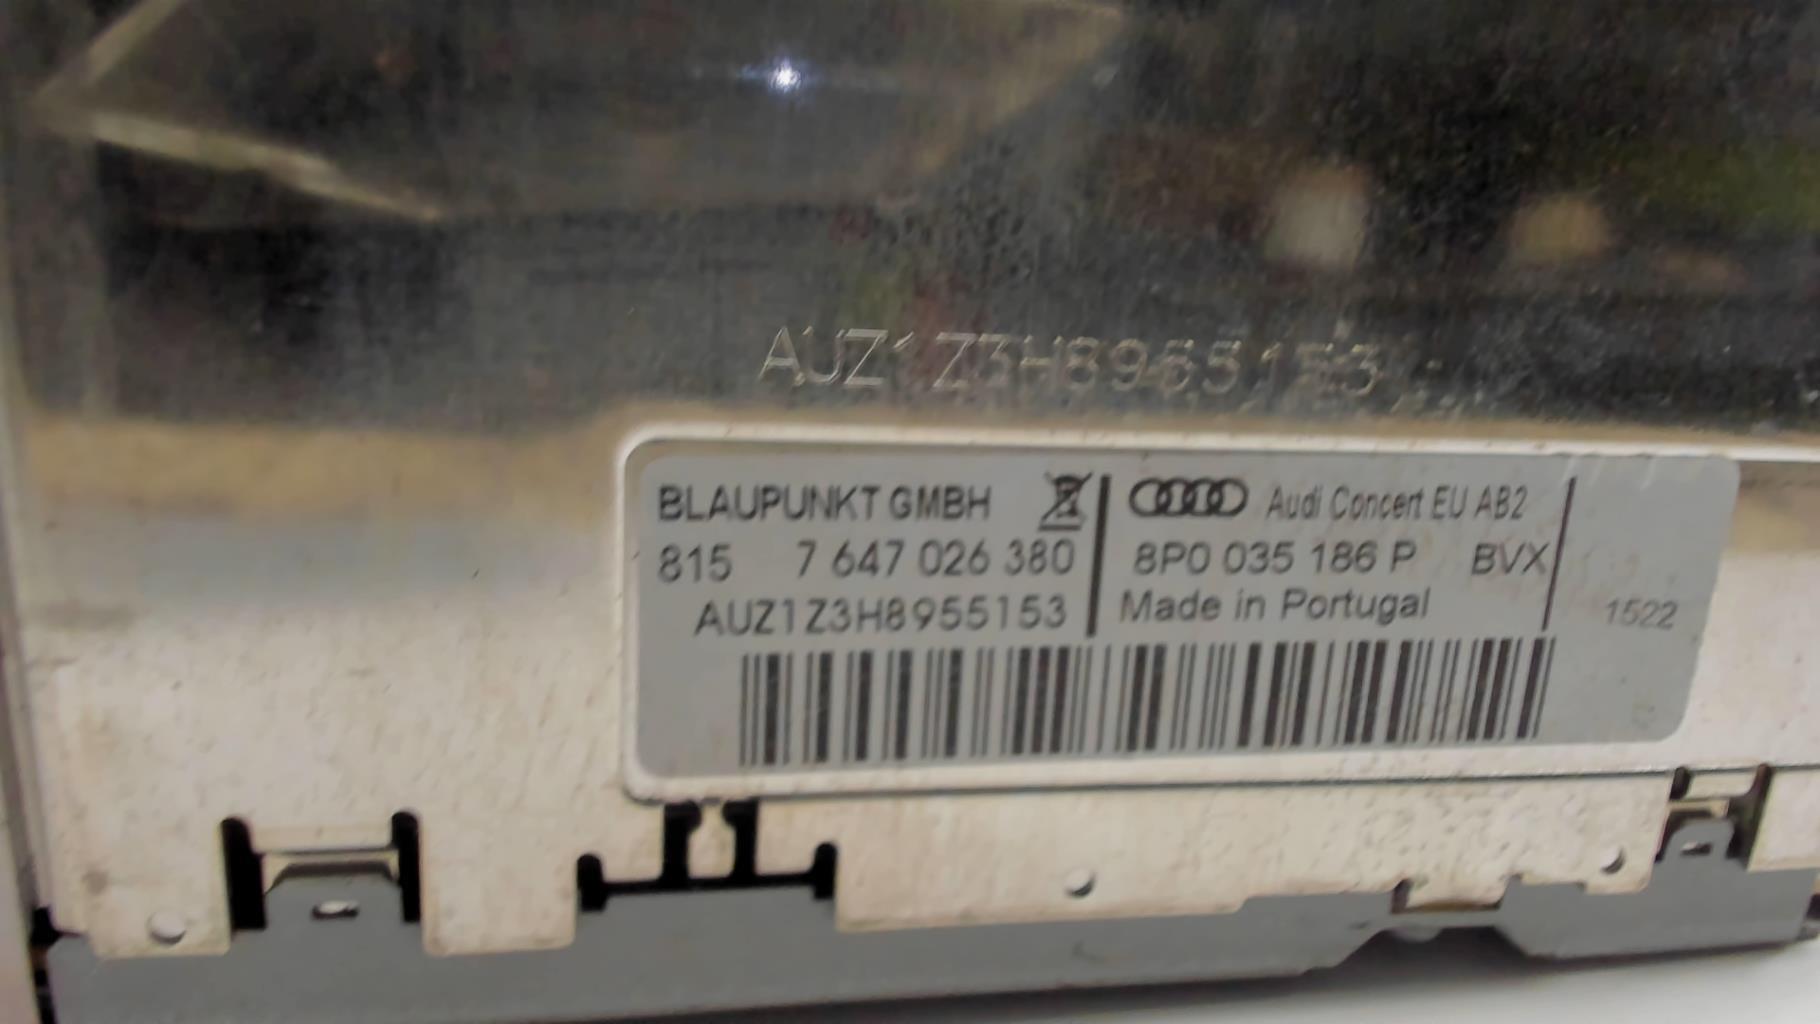 AUZ1Z3H8965153
BLAUPUNKT GMBH
815 7 647 026 380
AUZ1Z3H8955153
Audi Concert EU AB2
8P0 035 186 P BVX
Made in Portugal
1522